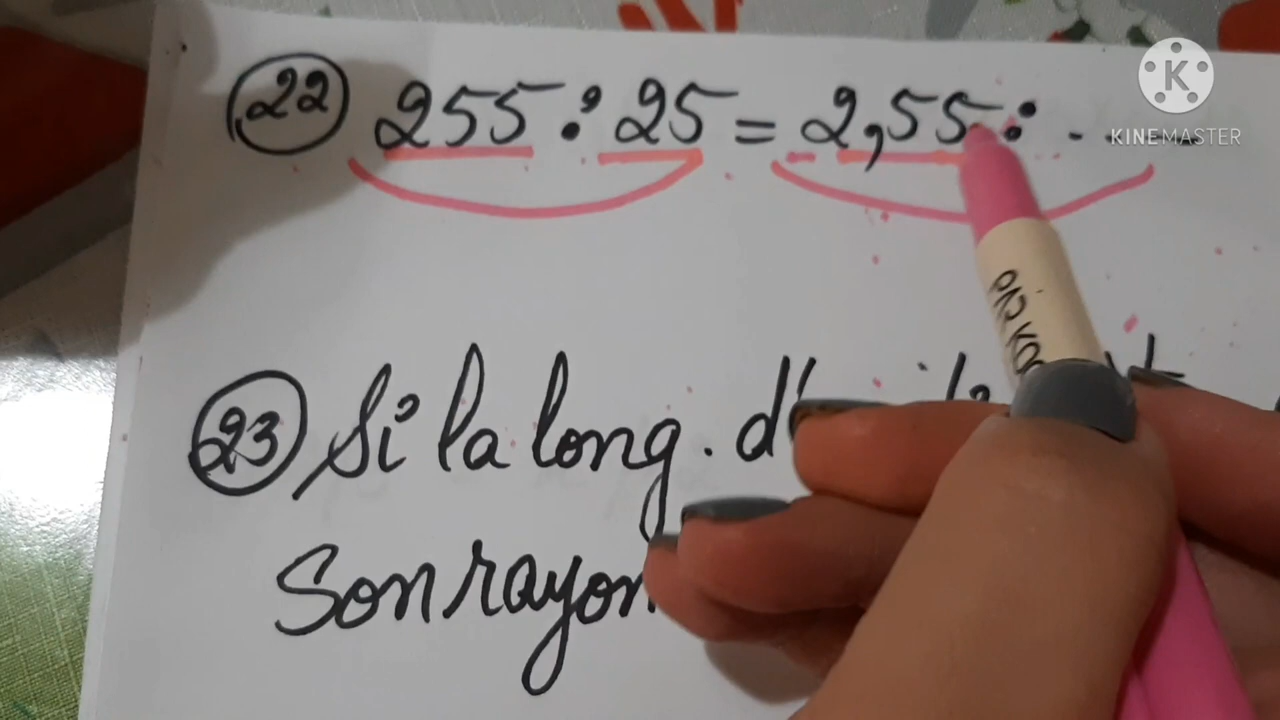 22 255 : 25 = 2,55 : . .
K
KINEMASTER
23 Si la long. d'
Son rayon